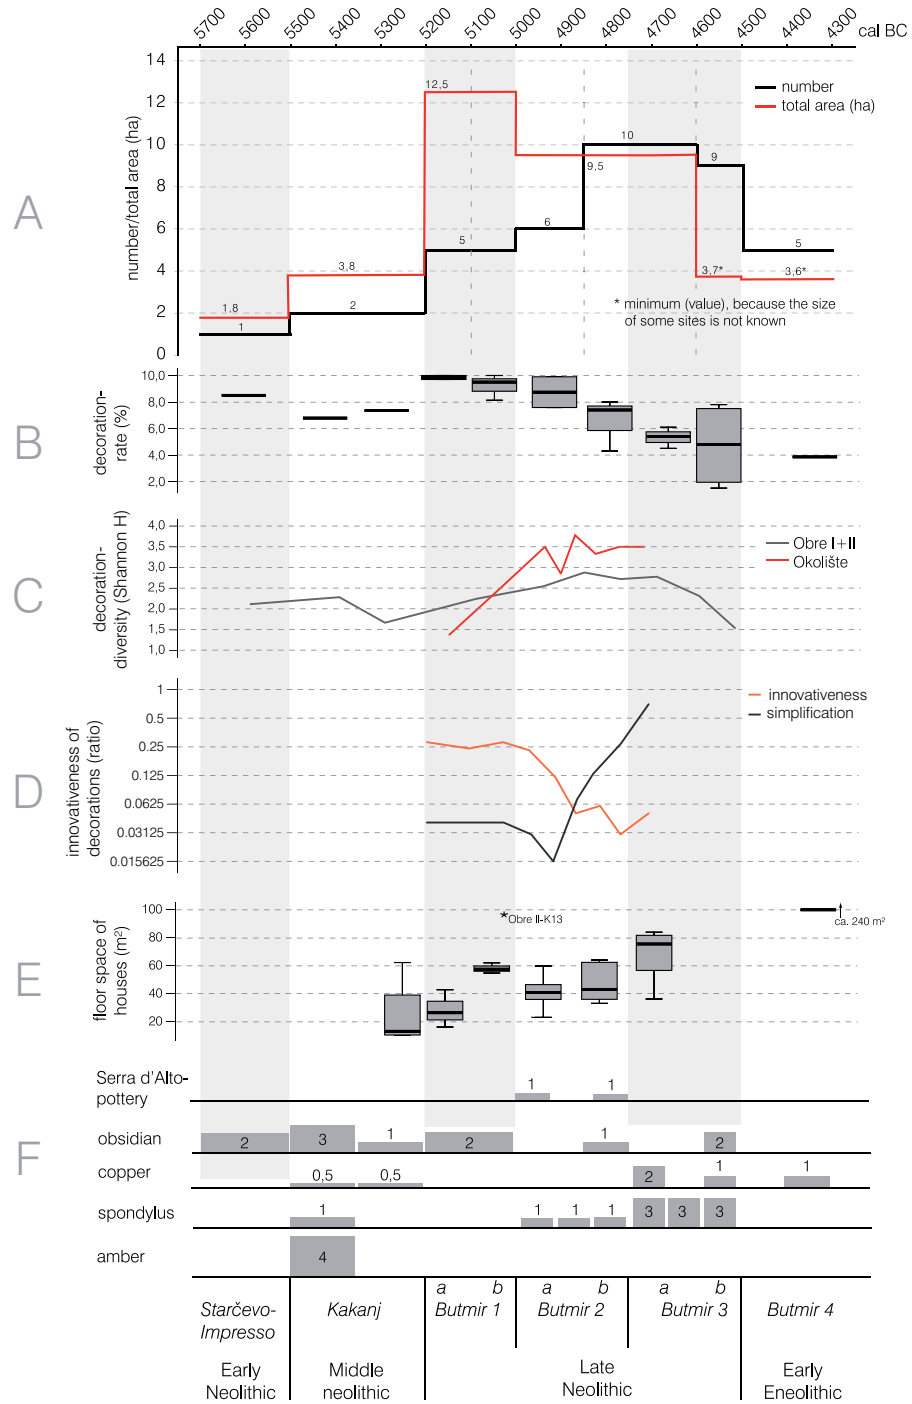 5700 5600 5500 5400 5200 5100 5000 4900 4800 4700 4600 4500 4400 4300 cal BC
A
number/total area (ha)
14
12
10
8
6
4
2
0
number
total area (ha)
12,5
10
9,5
9
6
5
5
3,8
3,7*
3,6*
2
1,8
1
* minimum (value), because the size
of some sites is not known
B
decoration-
rate (%)
10,0
8,0
6,0
4,0
2,0
C
decoration-
diversity (Shannon H)
4,0
3,5
3,0
2,5
2,0
1,5
1,0
Obre I+II
Okolište
D
innovativeness of
decorations (ratio)
1
0.5
0.25
0.125
0.0625
0.03125
0.015625
innovativeness
simplification
E
floor space of
houses (m²)
100
80
60
40
20
*Obre II-K13
ca. 240 m²
F
Serra d'Alto-
pottery
1 1
obsidian
2 3 1 2 1 2
copper
0,5 0,5 2 1 1
spondylus
1 1 1 1 3 3 3
amber
4
a b a b a b
Starčevo-
Impresso
Kakanj Butmir 1 Butmir 2 Butmir 3 Butmir 4
Early
Neolithic
Middle
neolithic
Late
Neolithic
Early
Eneolithic